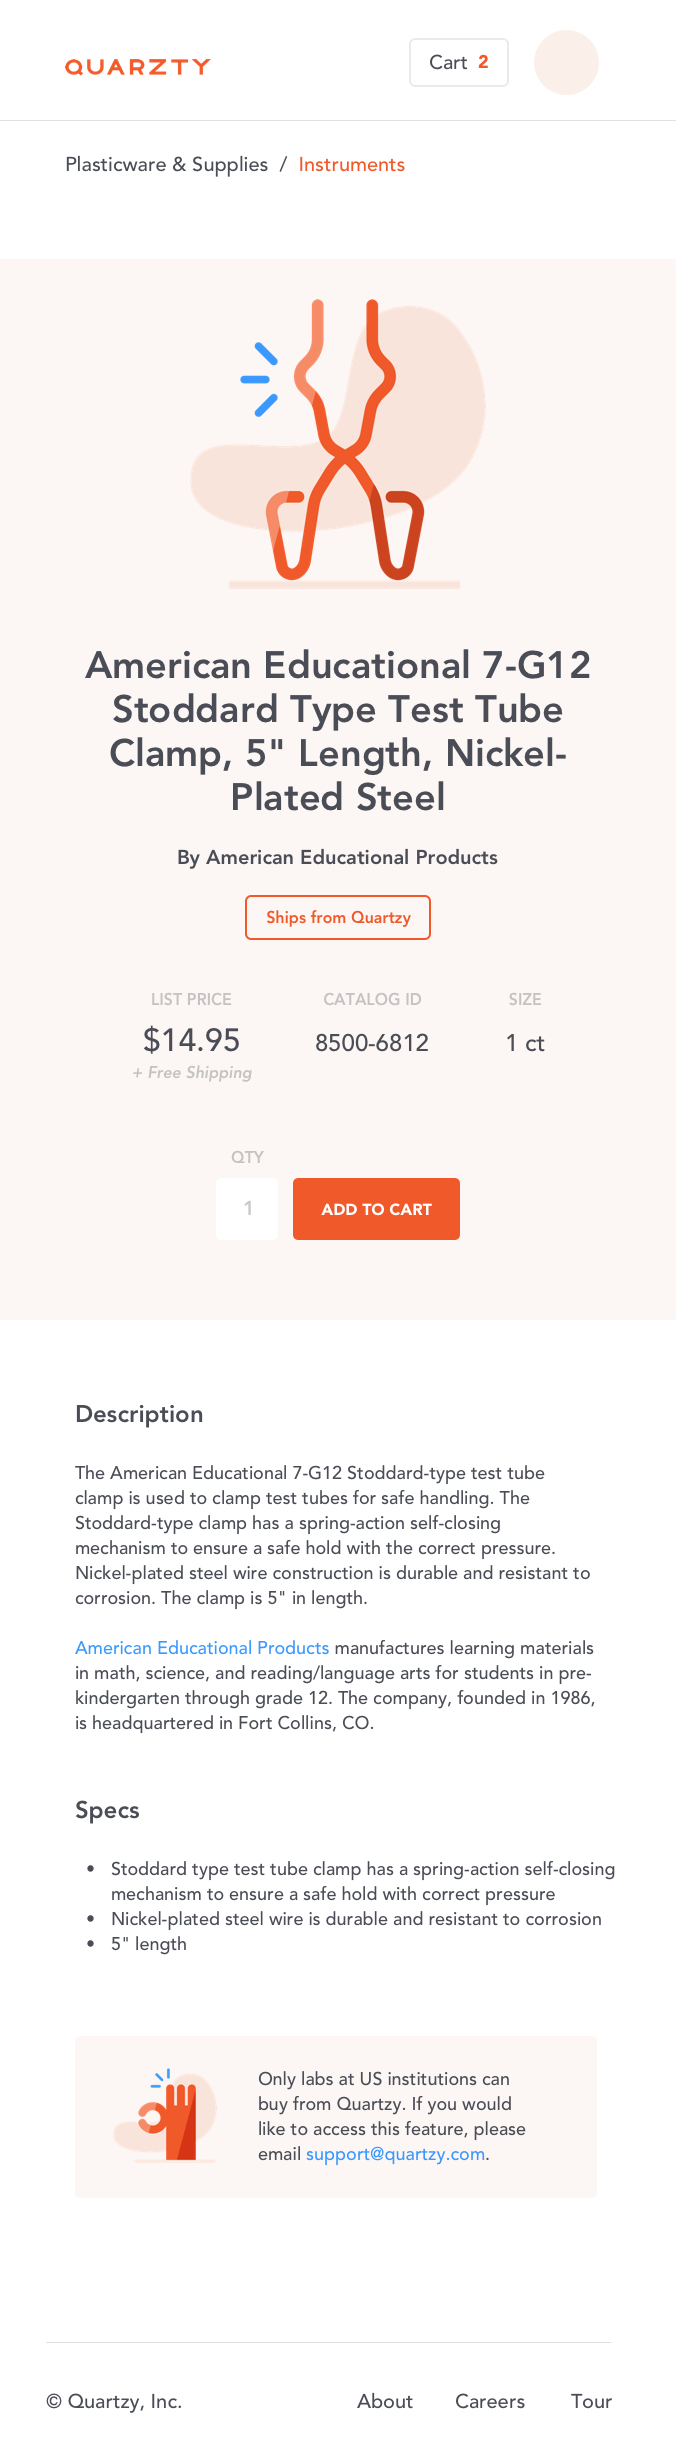 QUARZTY
Cart 2
Plasticware & Supplies / Instruments
American Educational 7-G12
Stoddard Type Test Tube
Clamp, 5" Length, Nickel-
Plated Steel
By American Educational Products
Ships from Quartzy
LIST PRICE CATALOG ID SIZE
$14.95 8500-6812 1 ct
+ Free Shipping
QTY
1 ADD TO CART
Description
The American Educational 7-G12 Stoddard-type test tube
clamp is used to clamp test tubes for safe handling. The
Stoddard-type clamp has a spring-action self-closing
mechanism to ensure a safe hold with the correct pressure.
Nickel-plated steel wire construction is durable and resistant to
corrosion. The clamp is 5" in length.
American Educational Products manufactures learning materials
in math, science, and reading/language arts for students in pre-
kindergarten through grade 12. The company, founded in 1986,
is headquartered in Fort Collins, CO.
Specs
• Stoddard type test tube clamp has a spring-action self-closing
mechanism to ensure a safe hold with correct pressure
• Nickel-plated steel wire is durable and resistant to corrosion
• 5" length
Only labs at US institutions can
buy from Quartzy. If you would
like to access this feature, please
email support@quartzy.com.
© Quartzy, Inc. About Careers Tour